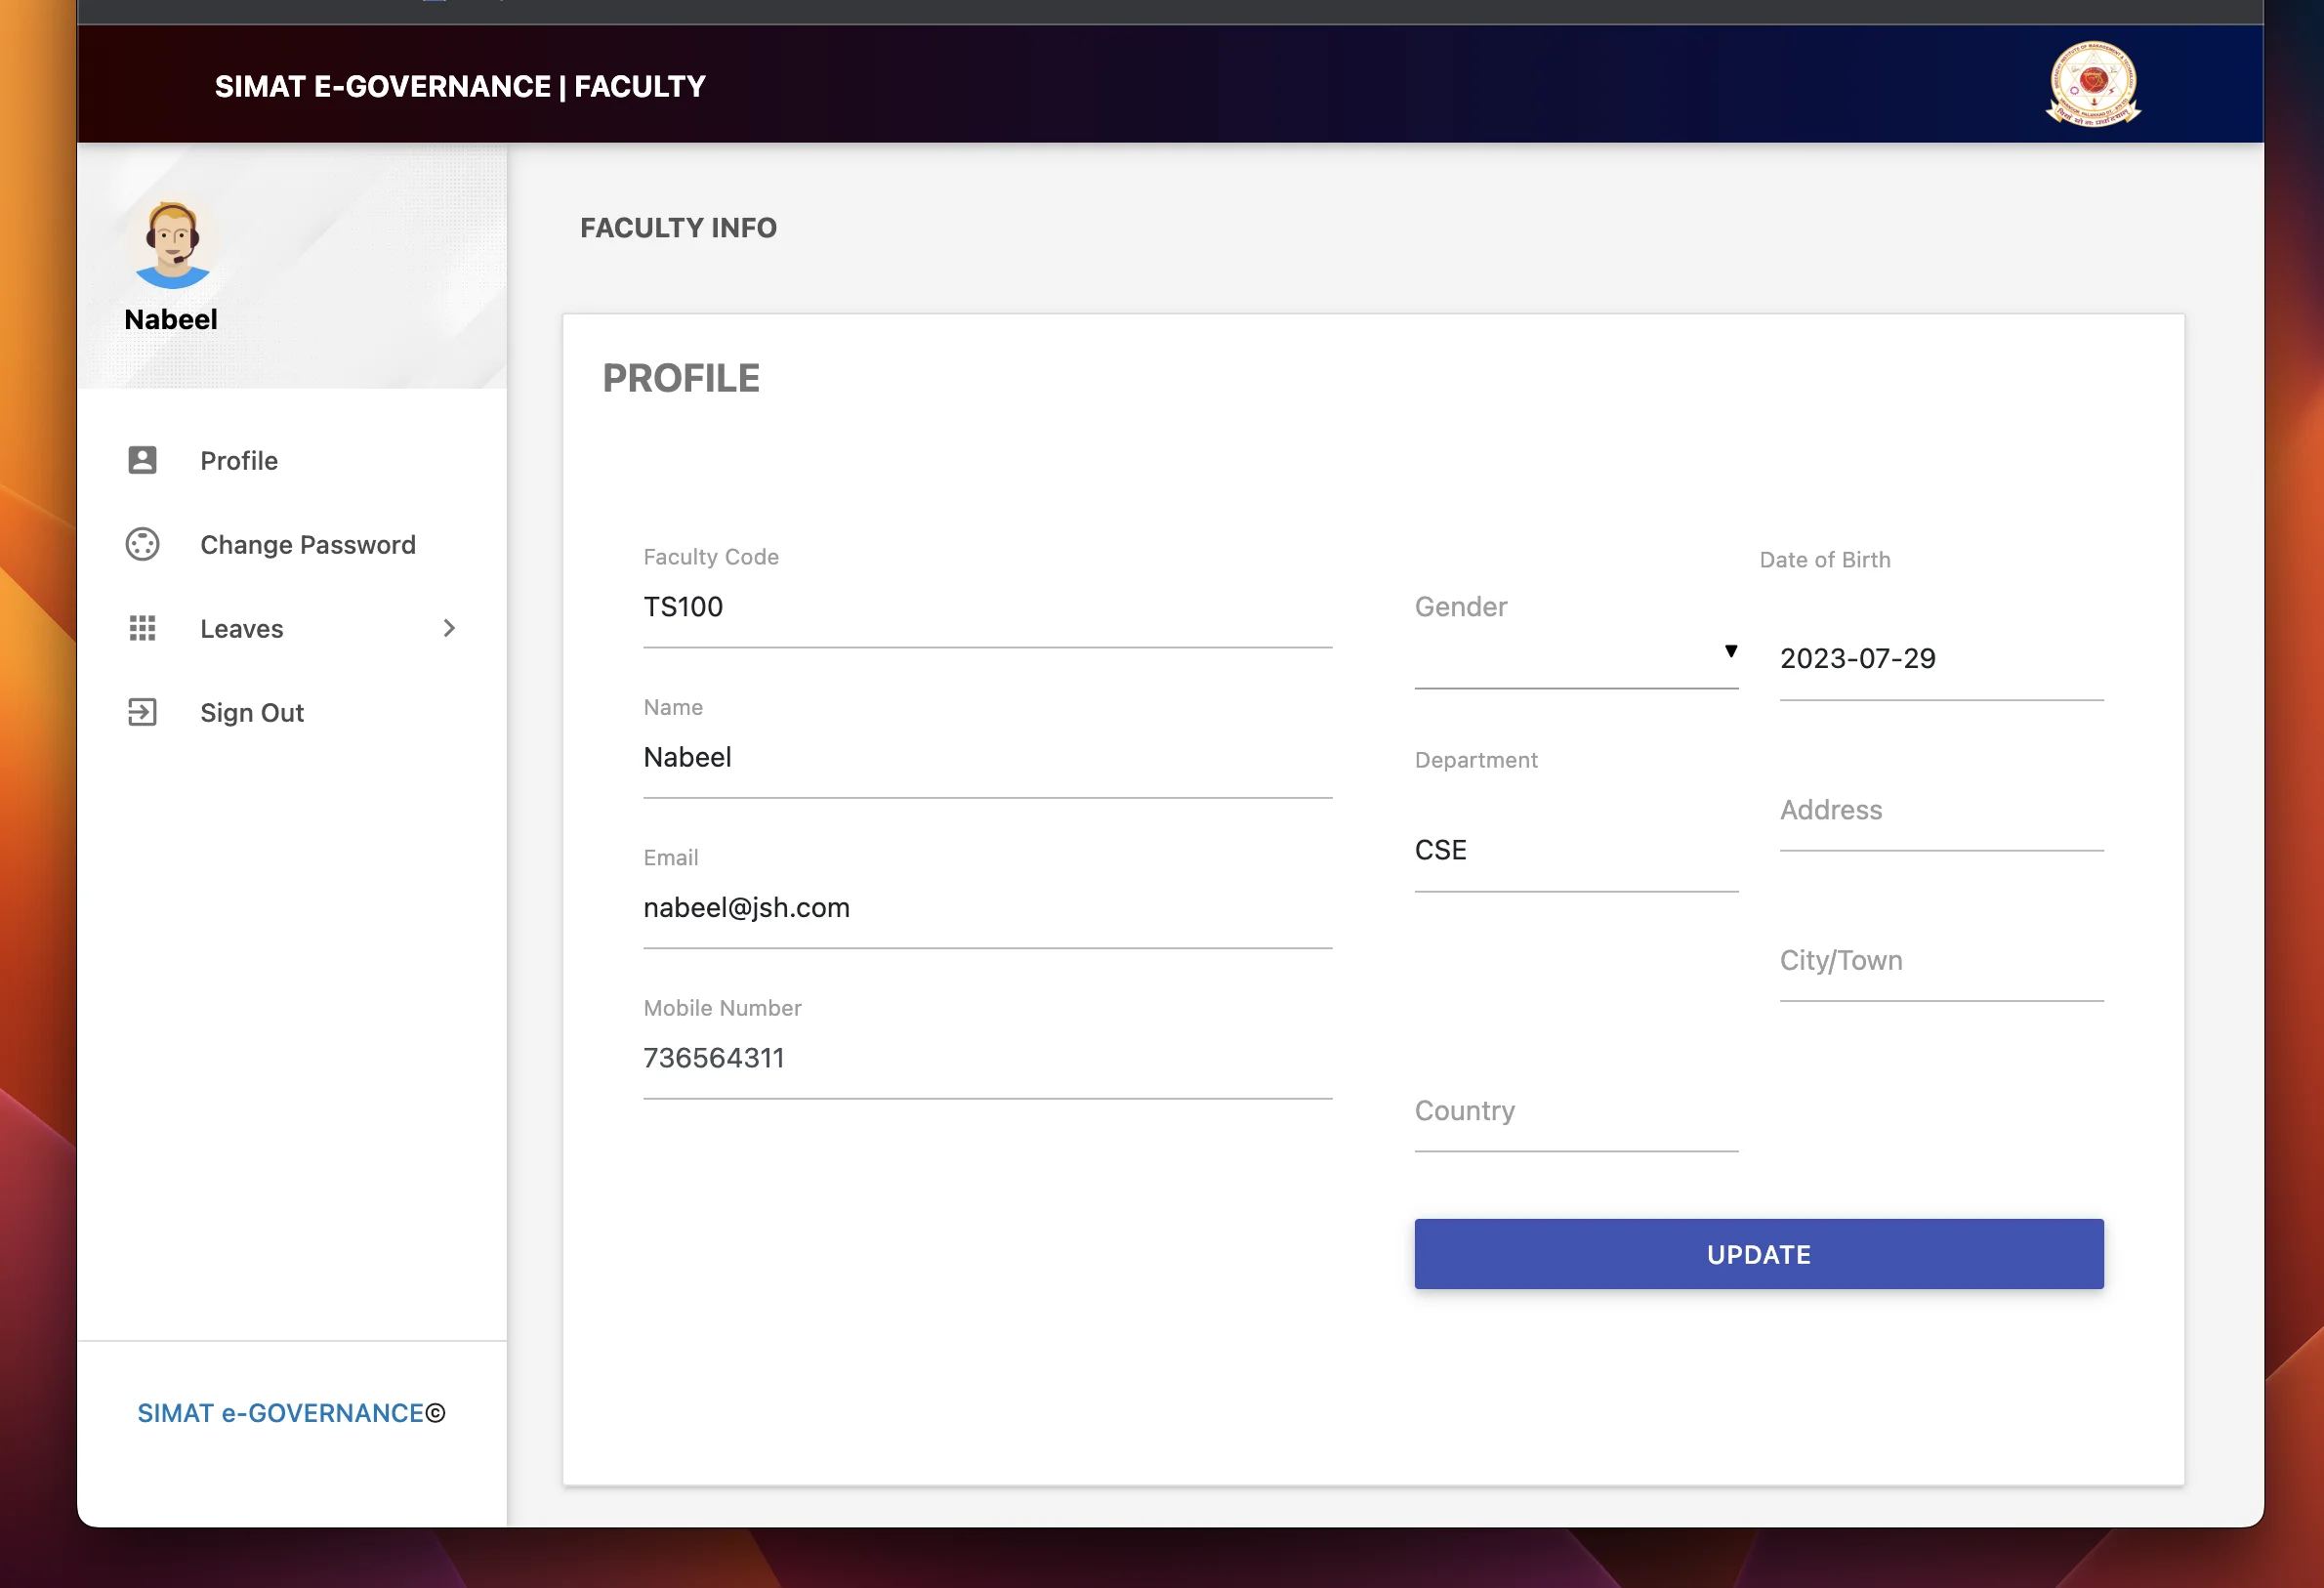 SIMAT E-GOVERNANCE | FACULTY
Nabeel
Profile
Change Password
Leaves
Sign Out
SIMAT e-GOVERNANCE©
FACULTY INFO
PROFILE
Faculty Code
TS100
Name
Nabeel
Email
nabeel@jsh.com
Mobile Number
736564311
Gender
Date of Birth
2023-07-29
Department
CSE
Address
City/Town
Country
UPDATE